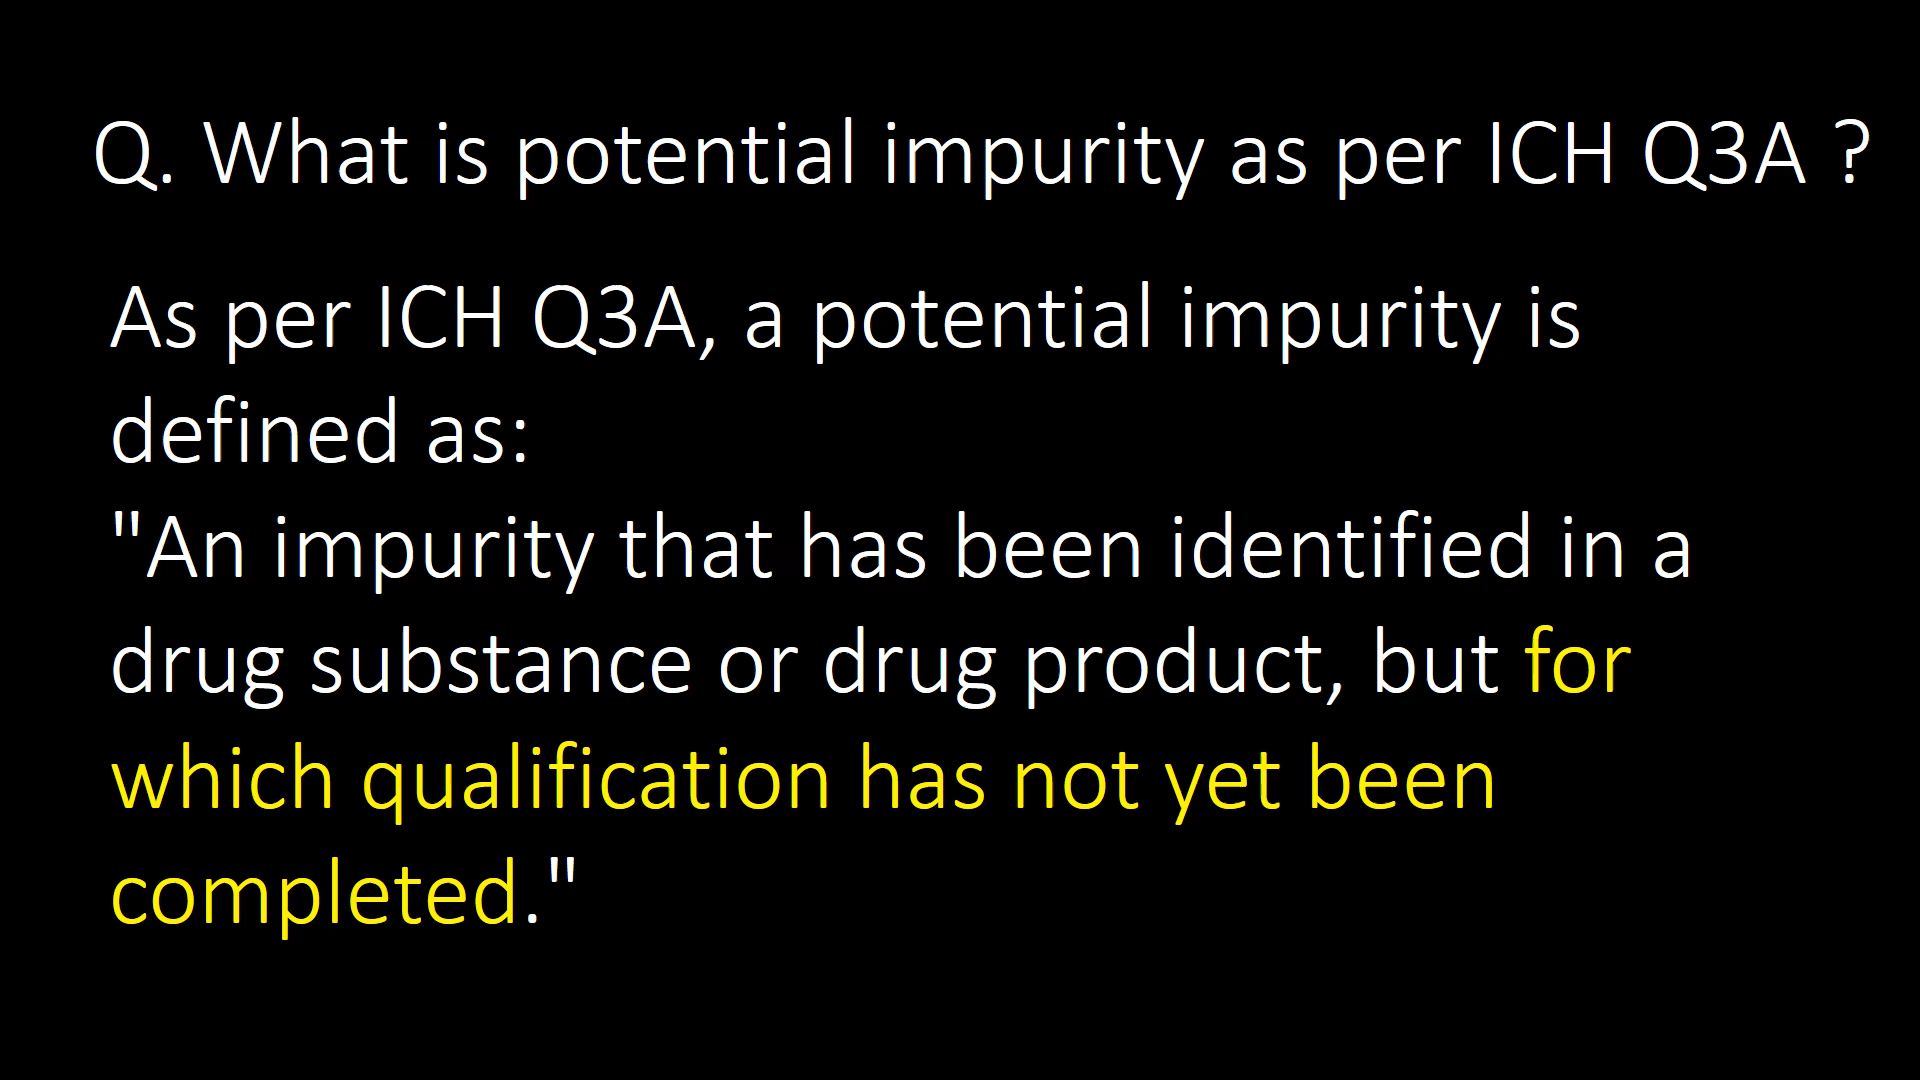 Q. What is potential impurity as per ICH Q3A ?
As per ICH Q3A, a potential impurity is
defined as:
"An impurity that has been identified in a
drug substance or drug product, but for
which qualification has not yet been
completed."